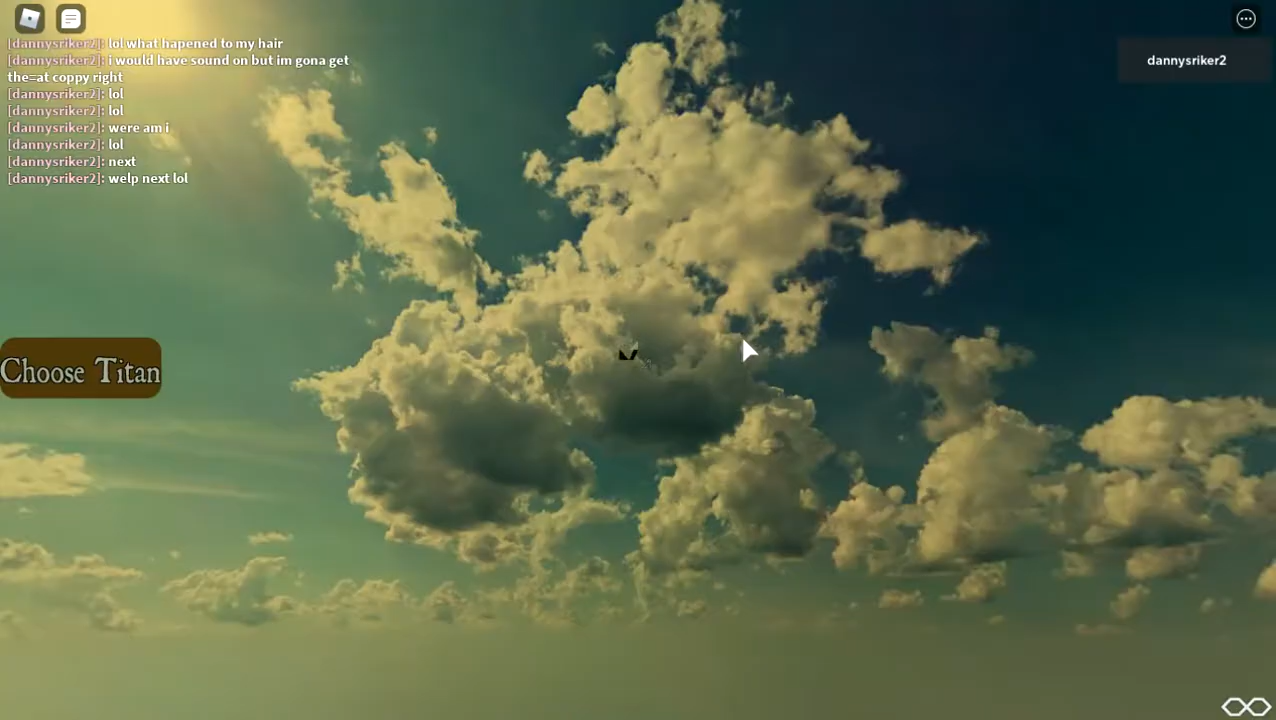 [dannysriker2]: lol what hapened to my hair
[dannysriker2]: i would have sound on but im gona get
the=at coppy right
[dannysriker2]: lol
[dannysriker2]: lol
[dannysriker2]: were am i
[dannysriker2]: lol
[dannysriker2]: next
[dannysriker2]: welp next lol
dannysriker2
Choose Titan